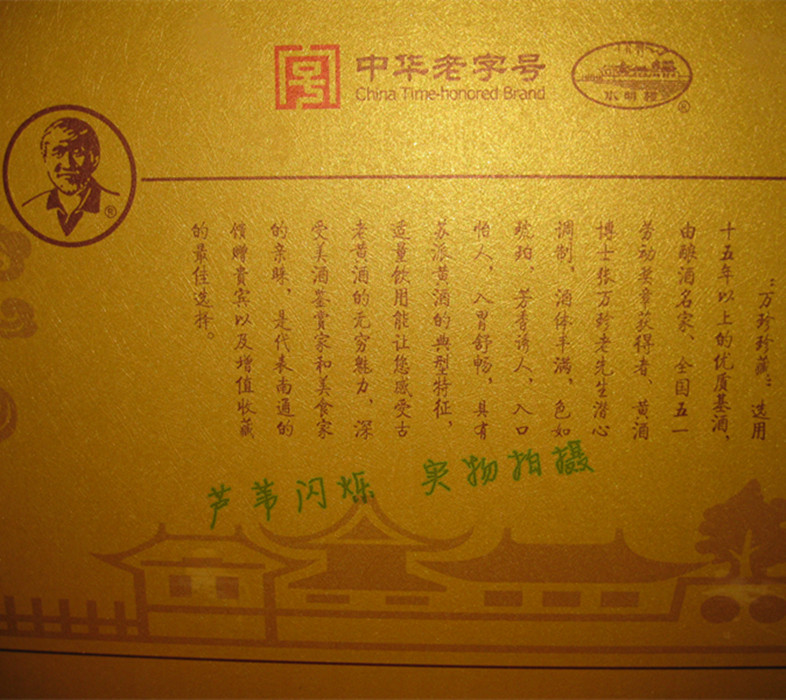 中华老字号
China Time-honored Brand
水明楼
®
®
：万珍珍藏：选用
十五年以上的优质基酒，
由酿酒名家、全国五一
劳动奖章获得者、黄酒
博士张万珍老先生潜心
调制，酒体丰满，色如
琥珀，芳香诱人，入口
怡人，入胃舒畅，具有
苏派黄酒的典型特征，
适量饮用能让您感受古
老黄酒的无穷魅力，深
受美酒鉴赏家和美食家
的亲睐，是代表南通的
馈赠贵宾以及增值收藏
的最佳选择。
芦苇闪烁 实物拍摄